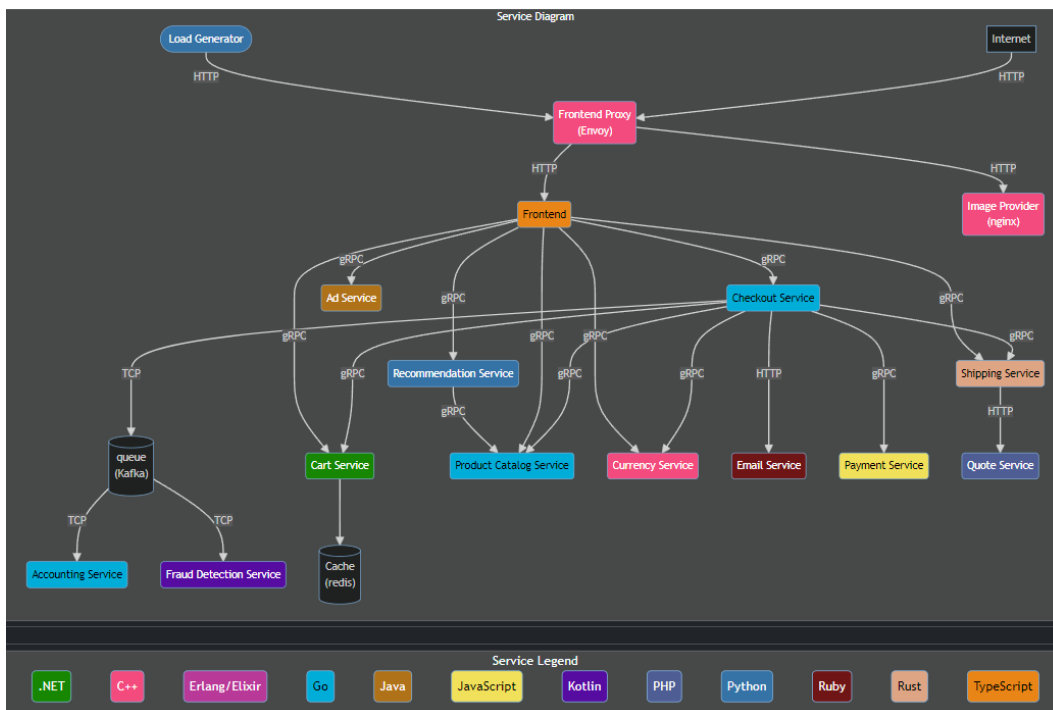 Service Diagram
Load Generator
Internet
HTTP
HTTP
Frontend Proxy
(Envoy)
HTTP
HTTP
Frontend
Image Provider
(nginx)
gRPC
gRPC
Ad Service
gRPC
Checkout Service
gRPC
gRPC
gRPC
gRPC
gRPC
TCP
gRPC
Recommendation Service
gRPC
gRPC
HTTP
gRPC
Shipping Service
gRPC
HTTP
queue
(Kafka)
Cart Service
Product Catalog Service
Currency Service
Email Service
Payment Service
Quote Service
TCP
TCP
Accounting Service
Fraud Detection Service
Cache
(redis)
Service Legend
.NET
C++
Erlang/Elixir
Go
Java
JavaScript
Kotlin
PHP
Python
Ruby
Rust
TypeScript